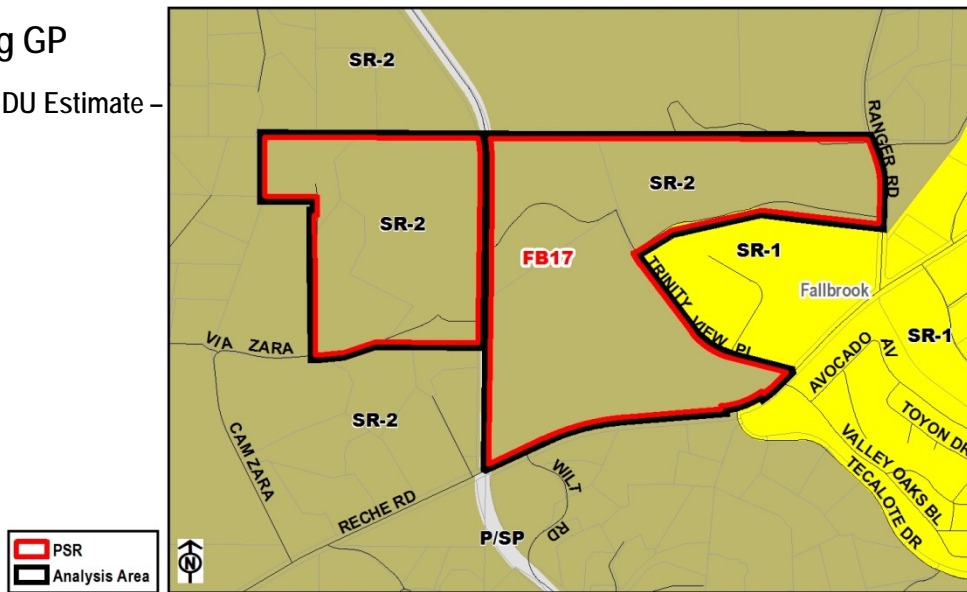 g GP
DU Estimate –
SR-2
RANGER RD
SR-2
SR-2
SR-1
FB17
Fallbrook
TRINITY VIEW PL
VIA ZARA
AVOCADO AV
SR-1
SR-2
TOYON DR
CAM ZARA
VALLEY OAKS BL
TECALOTE DR
RECHE RD
WILT RD
P/SP
PSR
Analysis Area
N